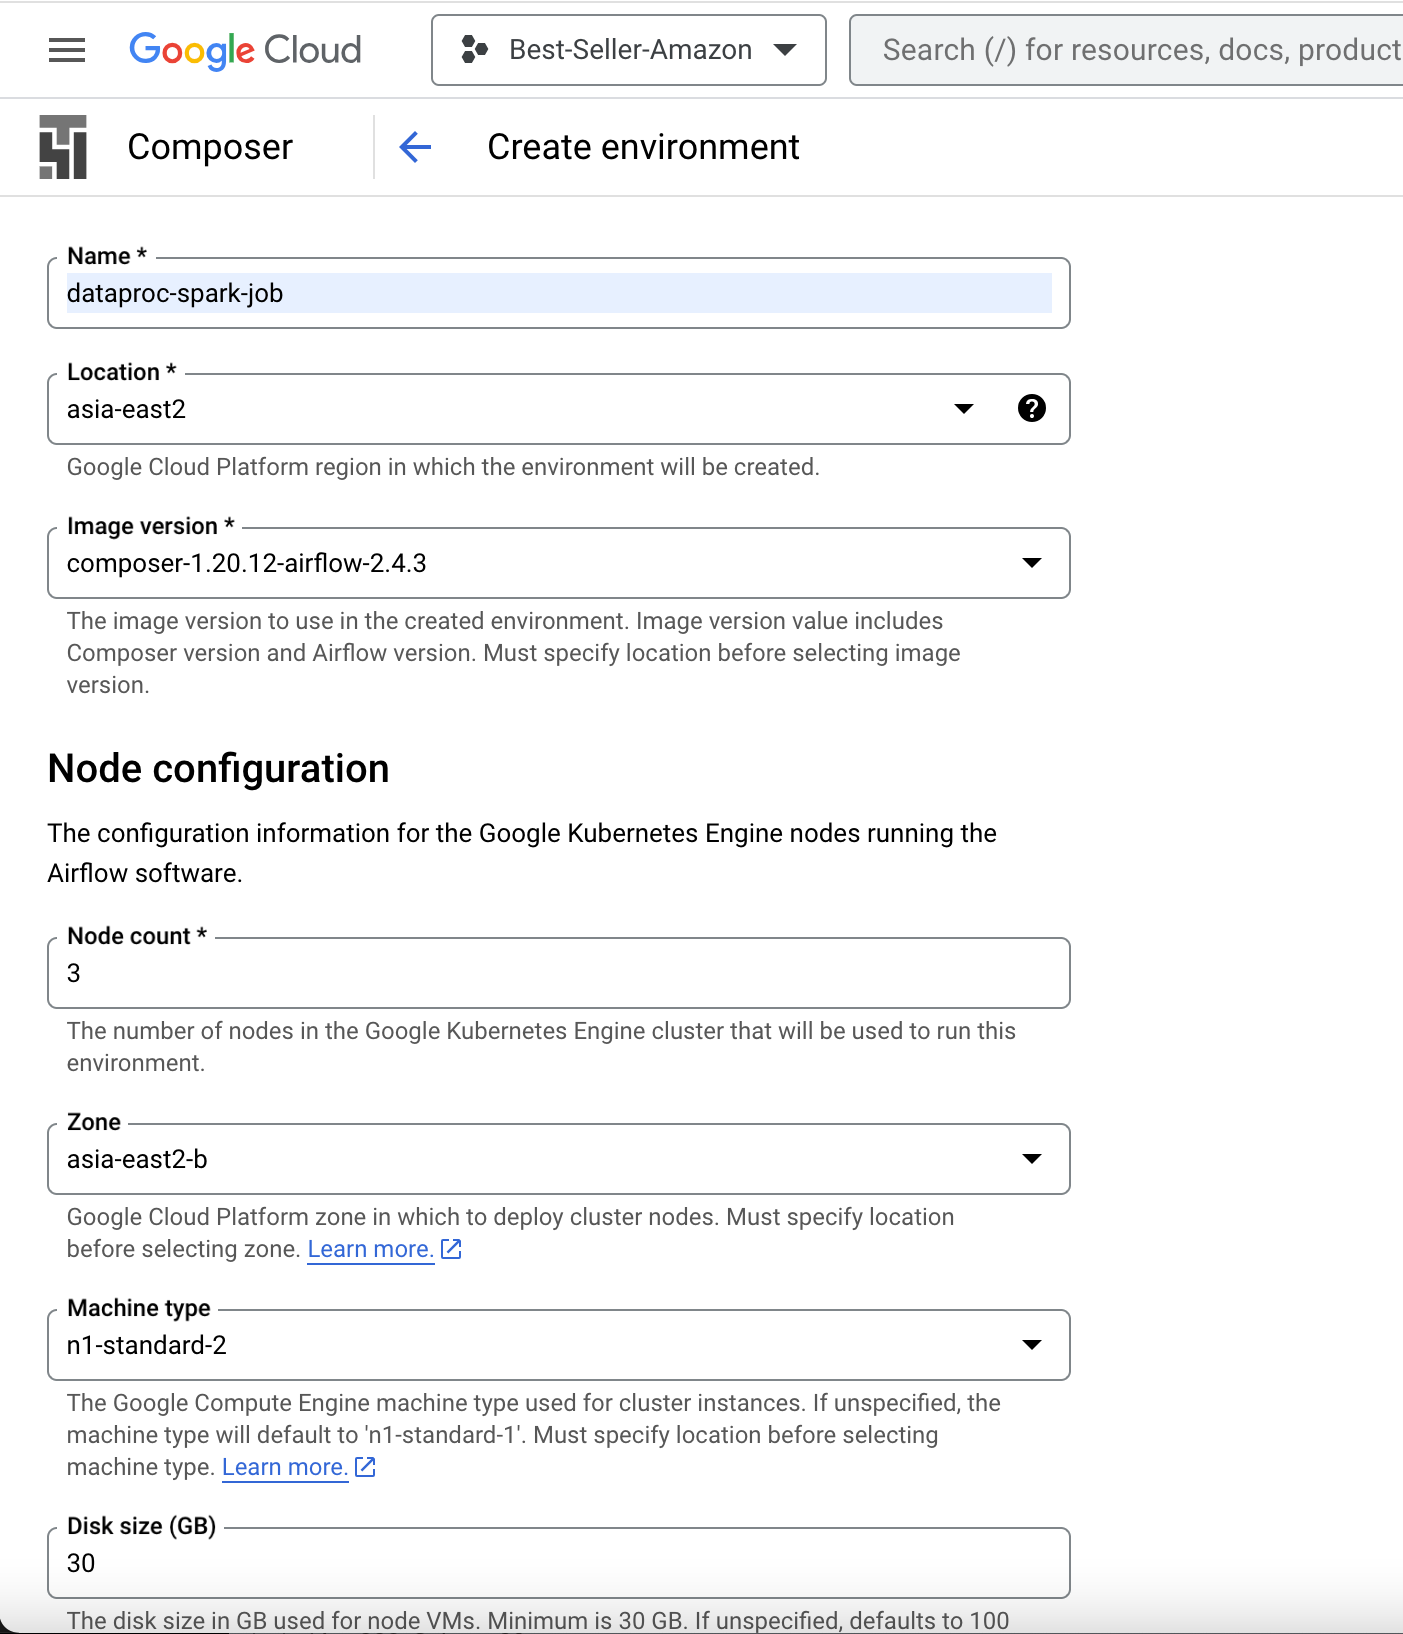 Google Cloud
Best-Seller-Amazon
Search (/) for resources, docs, product
Composer
Create environment
Name *
dataproc-spark-job
Location *
asia-east2
Google Cloud Platform region in which the environment will be created.
Image version *
composer-1.20.12-airflow-2.4.3
The image version to use in the created environment. Image version value includes
Composer version and Airflow version. Must specify location before selecting image
version.
Node configuration
The configuration information for the Google Kubernetes Engine nodes running the
Airflow software.
Node count *
3
The number of nodes in the Google Kubernetes Engine cluster that will be used to run this
environment.
Zone
asia-east2-b
Google Cloud Platform zone in which to deploy cluster nodes. Must specify location
before selecting zone. Learn more.
Machine type
n1-standard-2
The Google Compute Engine machine type used for cluster instances. If unspecified, the
machine type will default to 'n1-standard-1'. Must specify location before selecting
machine type. Learn more.
Disk size (GB)
30
The disk size in GB used for node VMs. Minimum is 30 GB. If unspecified, defaults to 100